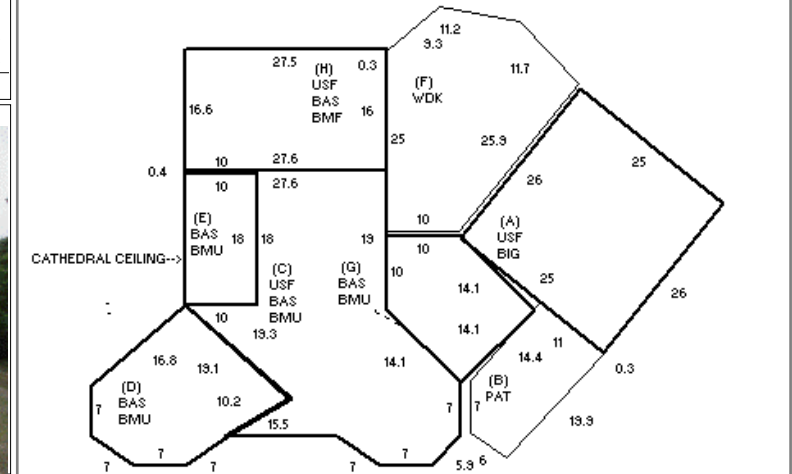 11.2
9.3
27.5
(H)
0.3
USF
BAS
BMF
11.7
(F)
WDK
16.6
16
25
25.9
25
0.4
10
27.6
10
27.6
26
10
(A)
USF
BIG
(E)
BAS
BMU
18
18
19
10
CATHEDRAL CEILING-->
(C)
USF
BAS
BMU
(G)
BAS
BMU
10
14.1
25
26
10
19.3
14.1
16.8
19.1
14.1
14.4
11
0.3
(D)
BAS
BMU
(B)
PAT
7
10.2
7
7
15.5
19.9
7
7
7
7
7
7
5.9
6